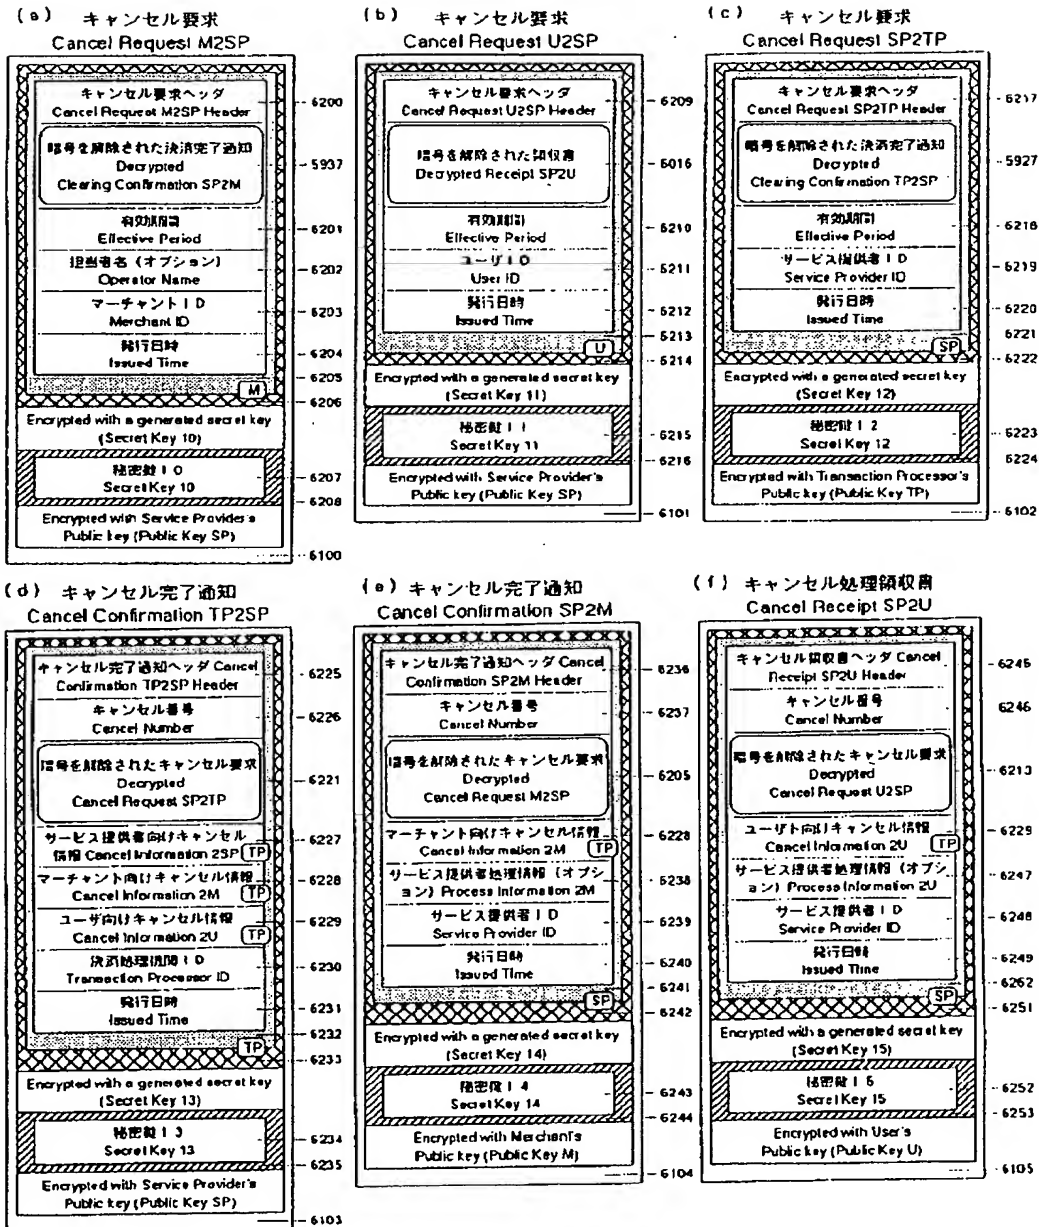 (a) キャンセル要求
Cancel Request M2SP
キャンセル要求ヘッダ
Cancel Request M2SP Header
6200
暗号を解除された決済完了通知
Decrypted
Clearing Confirmation SP2M
5937
有効期間
Effective Period
6201
担当者名(オプション)
Operator Name
6202
マーチャントID
Merchant ID
6203
発行日時
Issued Time
6204
6205
M
6206
Encrypted with a generated secret key
(Secret Key 10)
秘密鍵10
Secret Key 10
6207
6208
Encrypted with Service Provider's
Public key (Public Key SP)
6100
(b) キャンセル要求
Cancel Request U2SP
キャンセル要求ヘッダ
Cancel Request U2SP Header
6209
暗号を解除された領収書
Decrypted Receipt SP2U
6016
有効期間
Effective Period
6210
ユーザID
User ID
6211
発行日時
Issued Time
6212
6213
U
6214
Encrypted with a generated secret key
(Secret Key 11)
秘密鍵11
Secret Key 11
6215
6216
Encrypted with Service Provider's
Public key (Public Key SP)
6101
(c) キャンセル要求
Cancel Request SP2TP
キャンセル要求ヘッダ
Cancel Request SP2TP Header
6217
暗号を解除された決済完了通知
Decrypted
Clearing Confirmation TP2SP
5927
有効期間
Effective Period
6218
サービス提供者ID
Service Provider ID
6219
発行日時
Issued Time
6220
6221
SP
6222
Encrypted with a generated secret key
(Secret Key 12)
秘密鍵12
Secret Key 12
6223
6224
Encrypted with Transaction Processor's
Public key (Public Key TP)
6102
(d) キャンセル完了通知
Cancel Confirmation TP2SP
キャンセル完了通知ヘッダ Cancel
Confirmation TP2SP Header
6225
キャンセル番号
Cancel Number
6226
暗号を解除されたキャンセル要求
Decrypted
Cancel Request SP2TP
6221
サービス提供者向けキャンセル
情報 Cancel Information 2SP TP
6227
マーチャント向けキャンセル情報
Cancel Information 2M TP
6228
ユーザ向けキャンセル情報
Cancel Information 2U TP
6229
決済処理機関ID
Transaction Processor ID
6230
発行日時
Issued Time
6231
6232
TP
6233
Encrypted with a generated secret key
(Secret Key 13)
秘密鍵13
Secret Key 13
6234
6235
Encrypted with Service Provider's
Public key (Public Key SP)
6103
(e) キャンセル完了通知
Cancel Confirmation SP2M
キャンセル完了通知ヘッダ Cancel
Confirmation SP2M Header
6236
キャンセル番号
Cancel Number
6237
暗号を解除されたキャンセル要求
Decrypted
Cancel Request M2SP
6205
マーチャント向けキャンセル情報
Cancel Information 2M TP
6228
サービス提供者処理情報(オプシ
ョン) Process Information 2M
6238
サービス提供者ID
Service Provider ID
6239
発行日時
Issued Time
6240
6241
SP
6242
Encrypted with a generated secret key
(Secret Key 14)
秘密鍵14
Secret Key 14
6243
6244
Encrypted with Merchant's
Public key (Public Key M)
6104
(f) キャンセル処理領収書
Cancel Receipt SP2U
キャンセル領収書ヘッダ Cancel
Receipt SP2U Header
6245
キャンセル番号
Cancel Number
6246
暗号を解除されたキャンセル要求
Decrypted
Cancel Request U2SP
6213
ユーザト向けキャンセル情報
Cancel Information 2U TP
6229
サービス提供者処理情報(オプシ
ョン) Process Information 2U
6247
サービス提供者ID
Service Provider ID
6248
発行日時
Issued Time
6249
6262
SP
6251
Encrypted with a generated secret key
(Secret Key 15)
秘密鍵15
Secret Key 15
6252
6253
Encrypted with User's
Public key (Public Key U)
6105